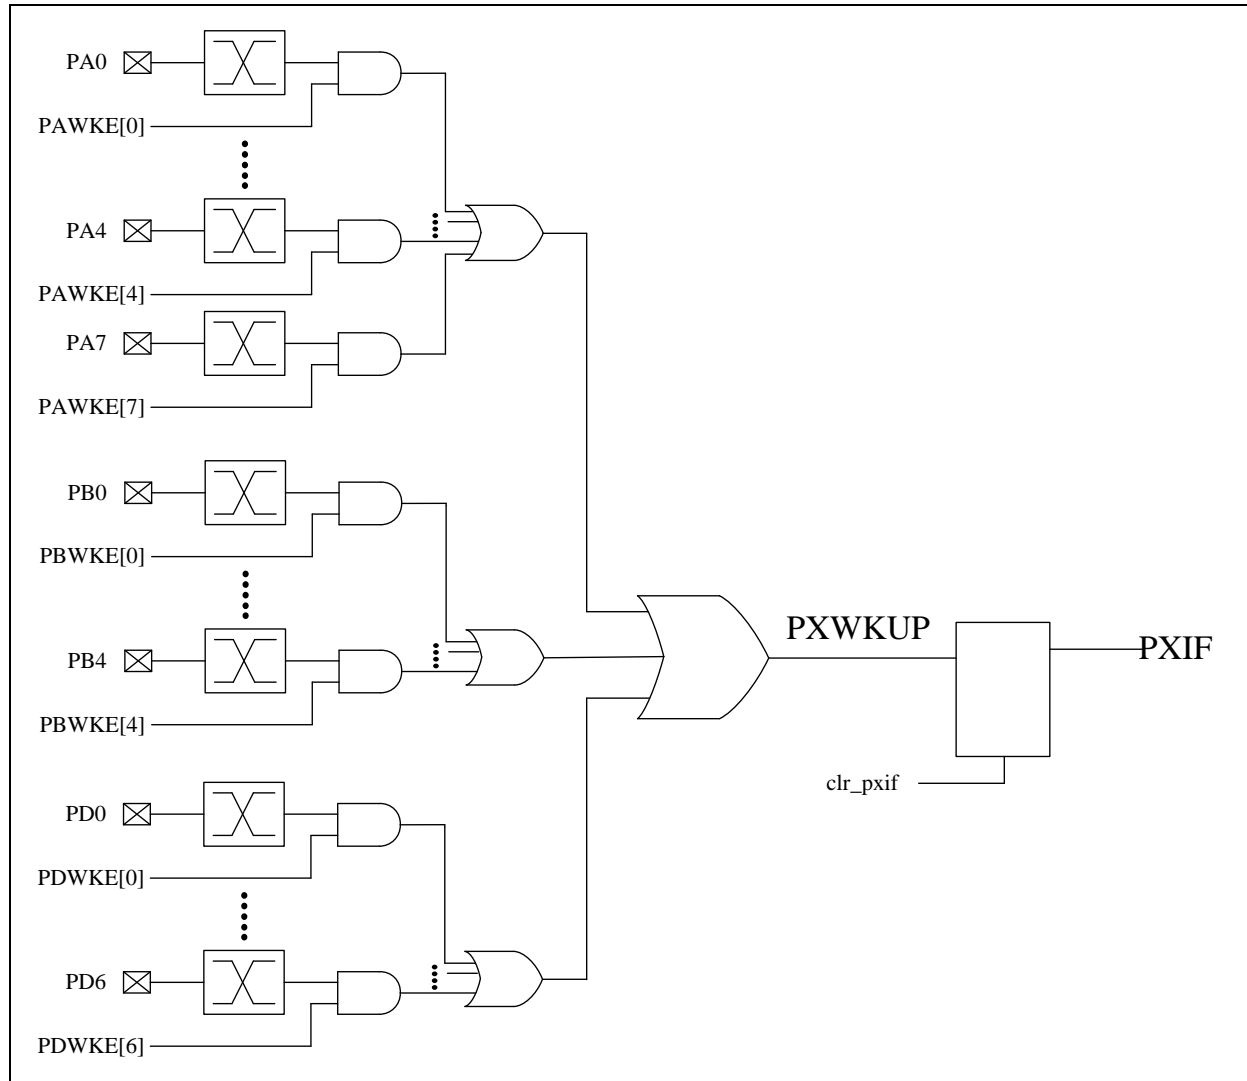 PA0
PAWKE[0]
PA4
PAWKE[4]
PA7
PAWKE[7]
PB0
PBWKE[0]
PB4
PBWKE[4]
PXWKUP
PXIF
clr_pxif
PD0
PDWKE[0]
PD6
PDWKE[6]